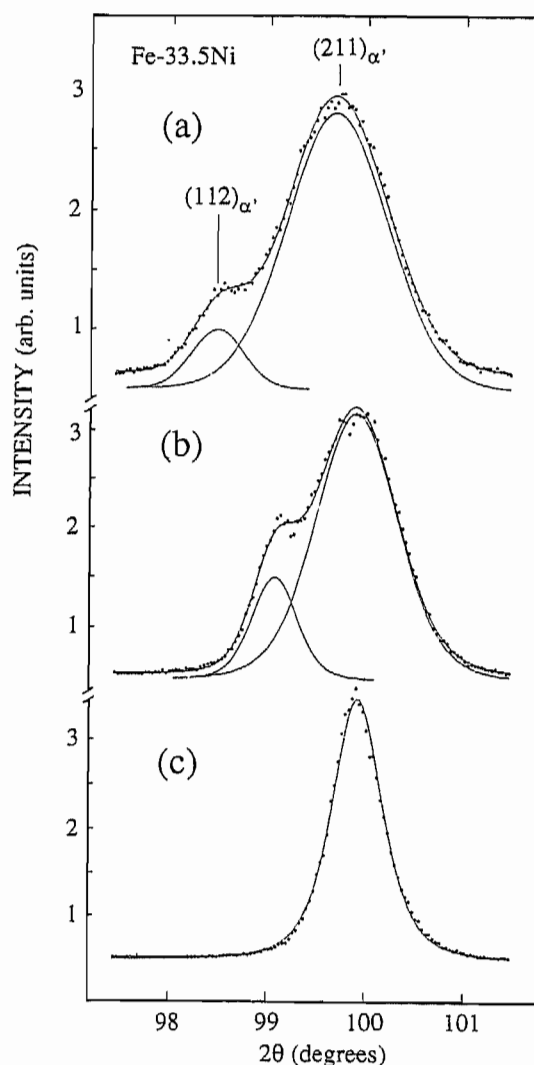 Fe-33.5Ni
(211)α'
(a)
(112)α'
3
2
1
(b)
3
2
1
(c)
3
2
1
INTENSITY (arb. units)
98 99 100 101
2θ (degrees)